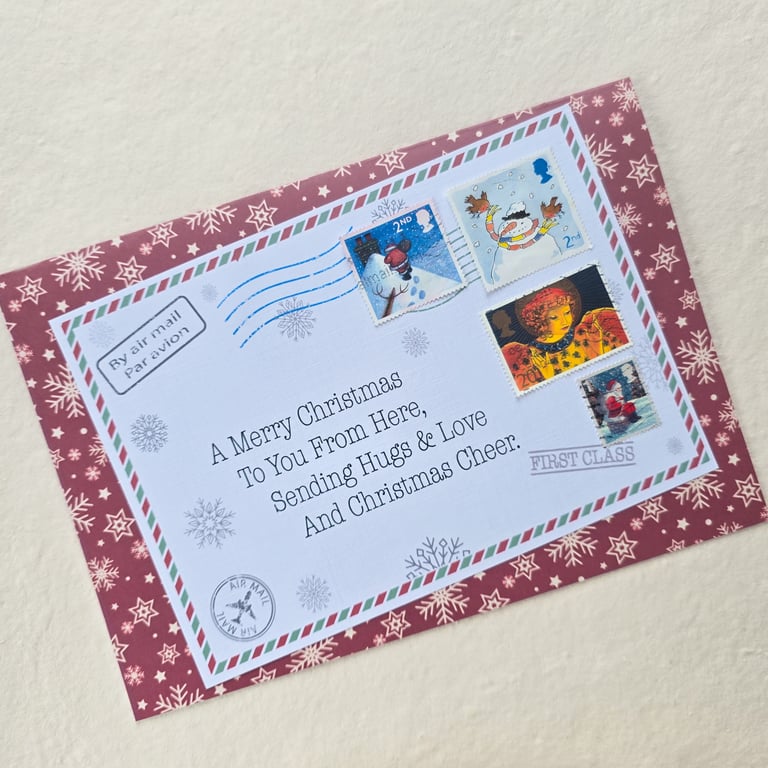 2ND
2nd
By air mail
Par avion
20
A Merry Christmas
To You From Here,
Sending Hugs & Love
And Christmas Cheer.
FIRST CLASS
AIR MAIL
AIR MAIL